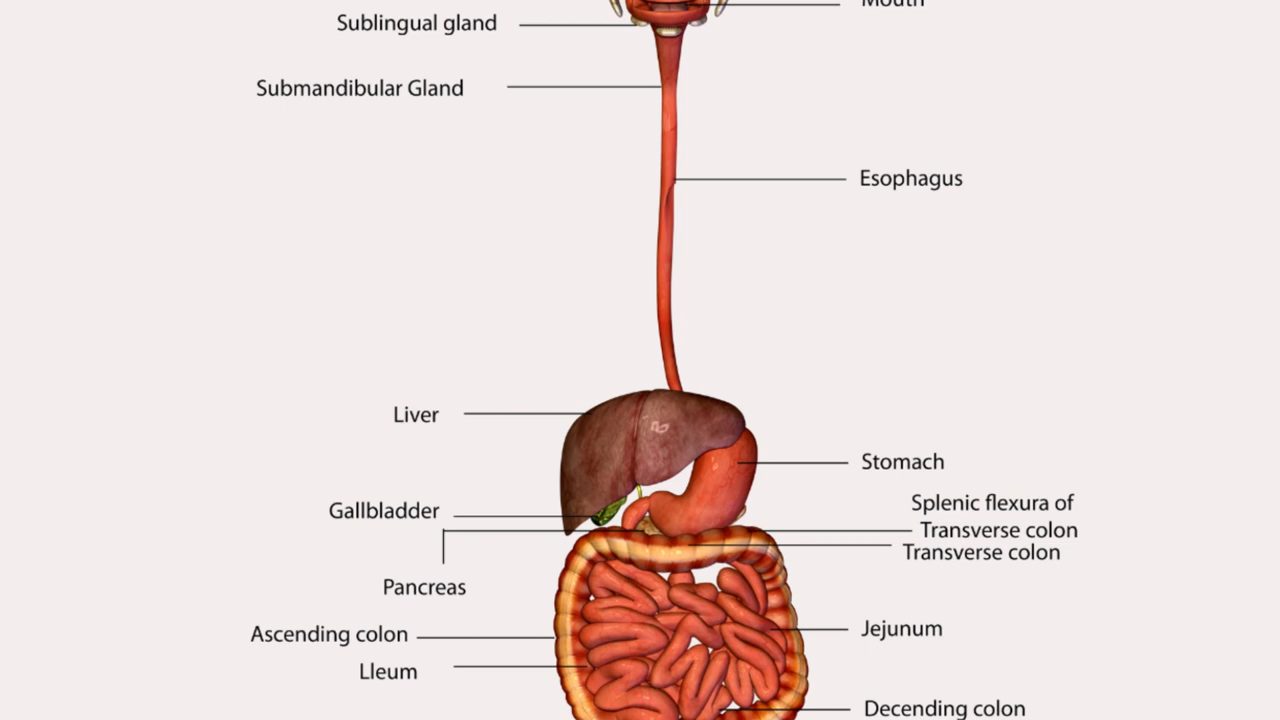 Mouth
Sublingual gland
Submandibular Gland
Esophagus
Liver
Stomach
Splenic flexura of
Transverse colon
Gallbladder
Transverse colon
Pancreas
Jejunum
Ascending colon
Lleum
Decending colon